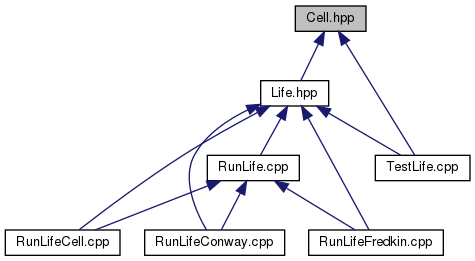 Cell.hpp
Life.hpp
RunLife.cpp
TestLife.cpp
RunLifeCell.cpp
RunLifeConway.cpp
RunLifeFredkin.cpp